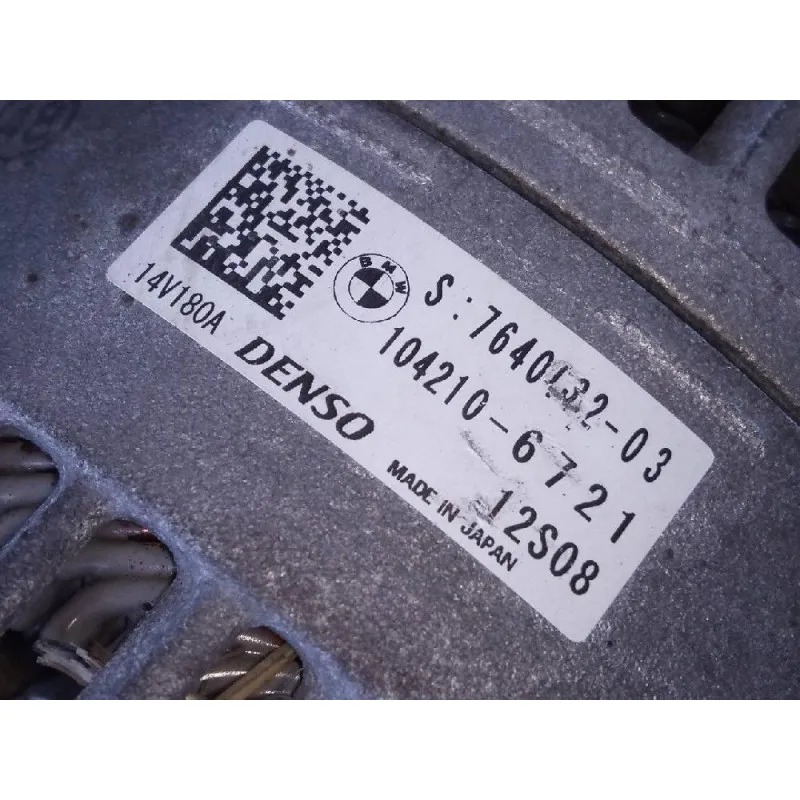 BMW
S:7640132-03
104210-6721
12S08
14V180A
DENSO
MADE IN JAPAN